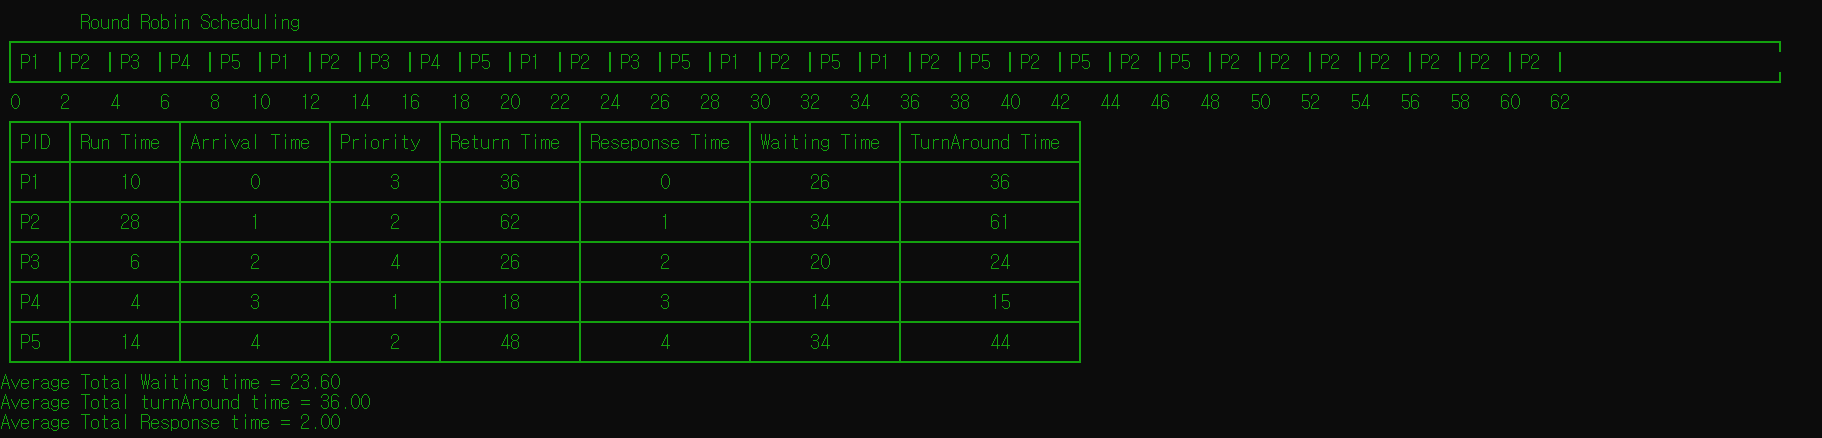 Round Robin Scheduling
P1 |P2 |P3 |P4 |P5 |P1 |P2 |P3 |P4 |P5 |P1 |P2 |P3 |P5 |P1 |P2 |P5 |P1 |P2 |P5 |P2 |P5 |P2 |P5 |P2 |P2 |P2 |P2 |P2 |P2 |P2 |
0 2 4 6 8 10 12 14 16 18 20 22 24 26 28 30 32 34 36 38 40 42 44 46 48 50 52 54 56 58 60 62
PID Run Time Arrival Time Priority Return Time Reseponse Time Waiting Time TurnAround Time
P1 10 0 3 36 0 26 36
P2 28 1 2 62 1 34 61
P3 6 2 4 26 2 20 24
P4 4 3 1 18 3 14 15
P5 14 4 2 48 4 34 44
Average Total Waiting time = 23.60
Average Total turnAround time = 36.00
Average Total Response time = 2.00